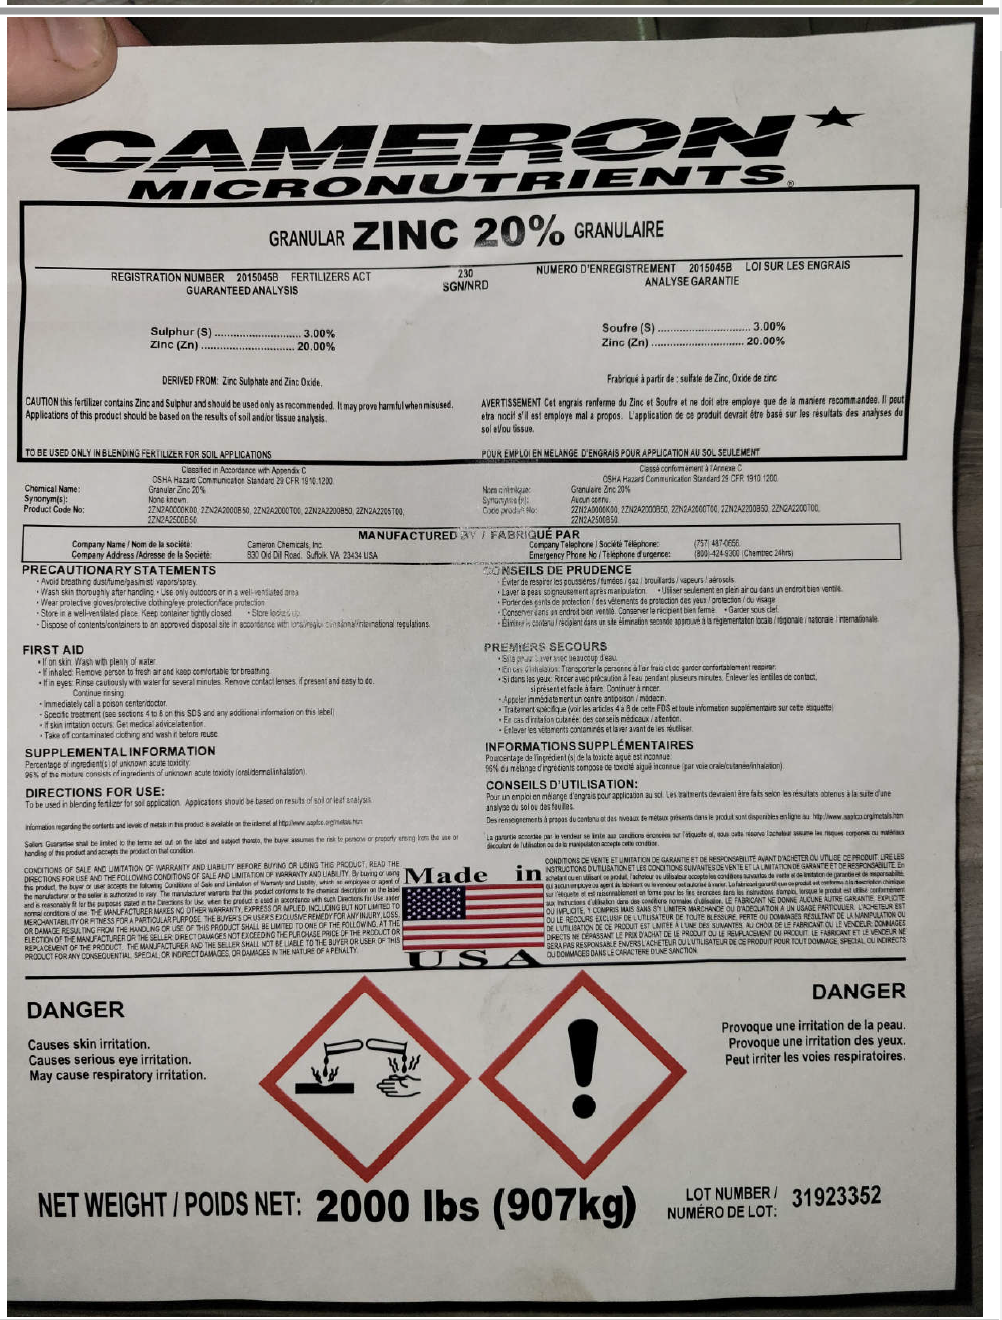 CAMERON
MICRONUTRIENTS®
GRANULAR ZINC 20% GRANULAIRE
REGISTRATION NUMBER 2015045B FERTILIZERS ACT
GUARANTEED ANALYSIS
230
SGN/NRD
NUMERO D'ENREGISTREMENT 2015045B LOI SUR LES ENGRAIS
ANALYSE GARANTIE
Sulphur (S) .............................. 3.00%
Zinc (Zn) ................................ 20.00%
Soufre (S) .............................. 3.00%
Zinc (Zn) ................................ 20.00%
DERIVED FROM: Zinc Sulphate and Zinc Oxide.
Frabriqué à partir de : sulfate de Zinc, Oxide de zinc
CAUTION this fertilizer contains Zinc and Sulphur and should be used only as recommended. It may prove harmful when misused.
Applications of this product should be based on the results of soil and/or tissue analysis.
AVERTISSEMENT Cet engrais renferme du Zinc et Soufre et ne doit etre employe que de la maniere recommandee. Il peut
etra nocif s'il est employe mal a propos. L'application de ce produit devrait être basé sur les résultats des analyses du
sol et/ou tissue.
TO BE USED ONLY IN BLENDING FERTILIZER FOR SOIL APPLICATIONS
POUR EMPLOI EN MELANGE D'ENGRAIS POUR APPLICATION AU SOL SEULEMENT
Classified in Accordance with Appendix C
OSHA Hazard Communication Standard 29 CFR 1910.1200.
Chemical Name: Granular Zinc 20%
Synonym(s): None known.
Product Code No: 2ZN2A0000K00, 2ZN2A2000B50, 2ZN2A2000T00, 2ZN2A2200B50, 2ZN2A2205T00,
2ZN2A2500B50.
Classé conformément à l'Annexe C
OSHA Hazard Communication Standard 29 CFR 1910.1200.
Nom chimique: Granulaire Zinc 20%
Synonyme(s): Aucun connu.
Code produit No: 2ZN2A0000K00, 2ZN2A2000B50, 2ZN2A2000T00, 2ZN2A2200B50, 2ZN2A2200T00,
2ZN2A2500B50.
MANUFACTURED BY / FABRIQUÉ PAR
Company Name / Nom de la société: Cameron Chemicals, Inc.
Company Address /Adresse de la Société: 930 Old Dill Road, Suffolk, VA 23434 USA
Company Telephone / Société Téléphone: (757) 487-0656
Emergency Phone No / Téléphone d'urgence: (800)-424-9300 (Chemtrec 24hrs)
PRECAUTIONARY STATEMENTS
• Avoid breathing dust/fume/gas/mist/ vapors/spray.
• Wash skin thoroughly after handling. • Use only outdoors or in a well-ventilated area.
• Wear protective gloves/protective clothing/eye protection/face protection
• Store in a well-ventilated place. Keep container tightly closed. • Store locked up.
• Dispose of contents/containers to an approved disposal site in accordance with regulations.
FIRST AID
• If on skin: Wash with plenty of water.
• If inhaled: Remove person to fresh air and keep comfortable for breathing.
• If in eyes: Rinse cautiously with water for several minutes. Remove contact lenses, if present and easy to do.
Continue rinsing.
• Immediately call a poison center/doctor.
• Specific treatment (see sections 4 to 8 on this SDS and any additional information on this label)
• If skin irritation occurs: Get medical advice/attention.
• Take off contaminated clothing and wash it before reuse.
SUPPLEMENTAL INFORMATION
Percentage of ingredient(s) of unknown acute toxicity:
96% of the mixture consists of ingredients of unknown acute toxicity (oral/dermal/inhalation).
DIRECTIONS FOR USE:
To be used in blending fertilizer for soil application. Applications should be based on results of soil or leaf analysis.
Information regarding the contents and levels of metals in this product is available on the internet at http://www.aapfco.org/metals.htm
Sellers Guarantee shall be limited to the terms set out on the label and subject thereto, the buyer assumes the risk to persons or property arising from the use or
handling of this product and accepts the product on that condition.
CONSEILS DE PRUDENCE
• Éviter de respirer les poussières / fumées / gaz / brouillards / vapeurs / aérosols.
• Laver la peau soigneusement après manipulation. • Utiliser seulement en plein air ou dans un endroit bien ventilé.
• Porter des gants de protection / des vêtements de protection des yeux / protection / du visage.
• Conserver dans un endroit bien ventilé. Conserver le récipient bien fermé. • Garder sous clef.
• Éliminer le contenu / récipient dans un site élimination seconde approuvé à la réglementation locale / régionale / nationale / internationale.
PREMIERS SECOURS
• Si la peau: Laver avec beaucoup d'eau.
• En cas d'inhalation: Transporter la personne à l'air frais et de garder confortablement respirer.
• Si dans les yeux: Rincer avec précaution à l'eau pendant plusieurs minutes. Enlever les lentilles de contact,
si présent et facile à faire. Continuer à rincer.
• Appeler immédiatement un centre antipoison / médecin.
• Traitement spécifique (voir les articles 4 a 8 de cette FDS et toute information supplémentaire sur cette étiquette)
• En cas d'irritation cutanée: des conseils médicaux / attention.
• Enlever les vêtements contaminés et laver avant de les réutiliser.
INFORMATIONS SUPPLÉMENTAIRES
Pourcentage de l'ingrédient (s) de la toxicité aiguë est inconnue:
96% du mélange d'ingrédients compose de toxicité aiguë inconnue (par voie orale/cutanée/inhalation).
CONSEILS D'UTILISATION:
Pour un emploi en mélange d'engrais pour application au sol. Les traitments devraient être faits selon les résultats obtenus à la suite d'une
analyse du sol ou des feuilles.
Des renseignements à propos du contenu et des niveaux de métaux présents dans le produit sont disponibles en ligne au: http://www.aapfco.org/metals.htm
La garantie accordée par le vendeur se limite aux conditions énoncées sur l'étiquette et, sous cette réserve l'acheteur assume les risques corporels ou matériaux
découlant de l'utilisation ou de la manipulation accepte cette condition.
CONDITIONS OF SALE AND LIMITATION OF WARRANTY AND LIABILITY BEFORE BUYING OR USING THIS PRODUCT, READ THE
DIRECTIONS FOR USE AND THE FOLLOWING CONDITIONS OF SALE AND LIMITATION OF WARRANTY AND LIABILITY. By buying or using
this product, the buyer or user accepts the following Conditions of Sale and Limitation of Warranty and Liability, which no employee or agent of
the manufacturer or the seller is authorized to vary. The manufacturer warrants that this product conforms to the chemical description on the label
and is reasonably fit for the purposes stated in the Directions for Use, when the product is used in accordance with such Directions for Use under
normal conditions of use. THE MANUFACTURER MAKES NO OTHER WARRANTY, EXPRESS OR IMPLIED, INCLUDING BUT NOT LIMITED TO
MERCHANTABILITY OR FITNESS FOR A PARTICULAR PURPOSE. THE BUYER'S OR USER'S EXCLUSIVE REMEDY FOR ANY INJURY, LOSS,
OR DAMAGE RESULTING FROM THE HANDLING OR USE OF THIS PRODUCT SHALL BE LIMITED TO ONE OF THE FOLLOWING, AT THE
ELECTION OF THE MANUFACTURER OR THE SELLER: DIRECT DAMAGES NOT EXCEEDING THE PURCHASE PRICE OF THE PRODUCT OR
REPLACEMENT OF THE PRODUCT. THE MANUFACTURER AND THE SELLER SHALL NOT BE LIABLE TO THE BUYER OR USER OF THIS
PRODUCT FOR ANY CONSEQUENTIAL, SPECIAL, OR INDIRECT DAMAGES, OR DAMAGES IN THE NATURE OF A PENALTY.
Made in
USA
CONDITIONS DE VENTE ET LIMITATION DE GARANTIE ET DE RESPONSABILITÉ AVANT D'ACHETER OU UTILISE CE PRODUIT, LIRE LES
INSTRUCTIONS D'UTILISATION ET LES CONDITIONS SUIVANTES DE VENTE ET LA LIMITATION DE GARANTIE ET DE RESPONSABILITÉ. En
achetant ou en utilisant ce produit, l'acheteur ou utilisateur accepte les conditions suivantes de vente et de limitation de garantie et de responsabilité,
aux instructions d'utilisation dans des conditions normales d'utilisation. LE FABRICANT NE DONNE AUCUNE AUTRE GARANTIE, EXPLICITE
OU IMPLICITE, Y COMPRIS MAIS SANS S'Y LIMITER MARCHANDE OU D'ADÉQUATION A UN USAGE PARTICULIER. L'ACHETEUR EST
OU LE RECOURS EXCLUSIF DE L'UTILISATEUR DE TOUTE BLESSURE, PERTE OU DOMMAGES RÉSULTANT DE LA MANIPULATION OU
DE L'UTILISATION DE CE PRODUIT EST LIMITÉE À L'UNE DES SUIVANTES, AU CHOIX DE LE FABRICANT OU LE VENDEUR: DOMMAGES
DIRECTS NE DÉPASSANT LE PRIX D'ACHAT DE LE PRODUIT OU LE REMPLACEMENT DU PRODUIT. LE FABRICANT ET LE VENDEUR NE
SERA PAS RESPONSABLE ENVERS L'ACHETEUR OU L'UTILISATEUR DE CE PRODUIT POUR TOUT DOMMAGE, SPECIAL, OU INDIRECTS
OU DOMMAGES DANS LE CARACTÈRE D'UNE SANCTION.
DANGER
Causes skin irritation.
Causes serious eye irritation.
May cause respiratory irritation.
DANGER
Provoque une irritation de la peau.
Provoque une irritation des yeux.
Peut irriter les voies respiratoires.
NET WEIGHT / POIDS NET: 2000 lbs (907kg)
LOT NUMBER /
NUMÉRO DE LOT: 31923352